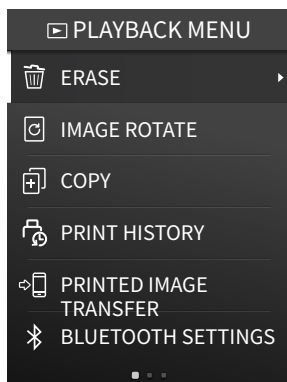 PLAYBACK MENU
ERASE
IMAGE ROTATE
COPY
PRINT HISTORY
PRINTED IMAGE
TRANSFER
BLUETOOTH SETTINGS